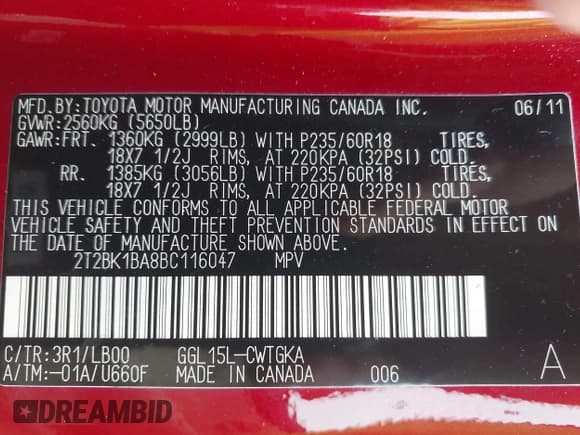 MFD.BY:TOYOTA MOTOR MANUFACTURING CANADA INC. 06/11
GVWR:2560KG (5650LB)
GAWR:FRT. 1360KG (2999LB) WITH P235/60R18 TIRES,
18X7 1/2J RIMS, AT 220KPA (32PSI) COLD.
RR. 1385KG (3056LB) WITH P235/60R18 TIRES,
18X7 1/2J RIMS, AT 220KPA (32PSI) COLD.
THIS VEHICLE CONFORMS TO ALL APPLICABLE FEDERAL MOTOR
VEHICLE SAFETY AND THEFT PREVENTION STANDARDS IN EFFECT ON
THE DATE OF MANUFACTURE SHOWN ABOVE.
2T2BK1BA8BC116047 MPV
C/TR:3R1/LB00 GGL15L-CWTGKA A
A/TM:-01A/U660F MADE IN CANADA 006
DREAMBID